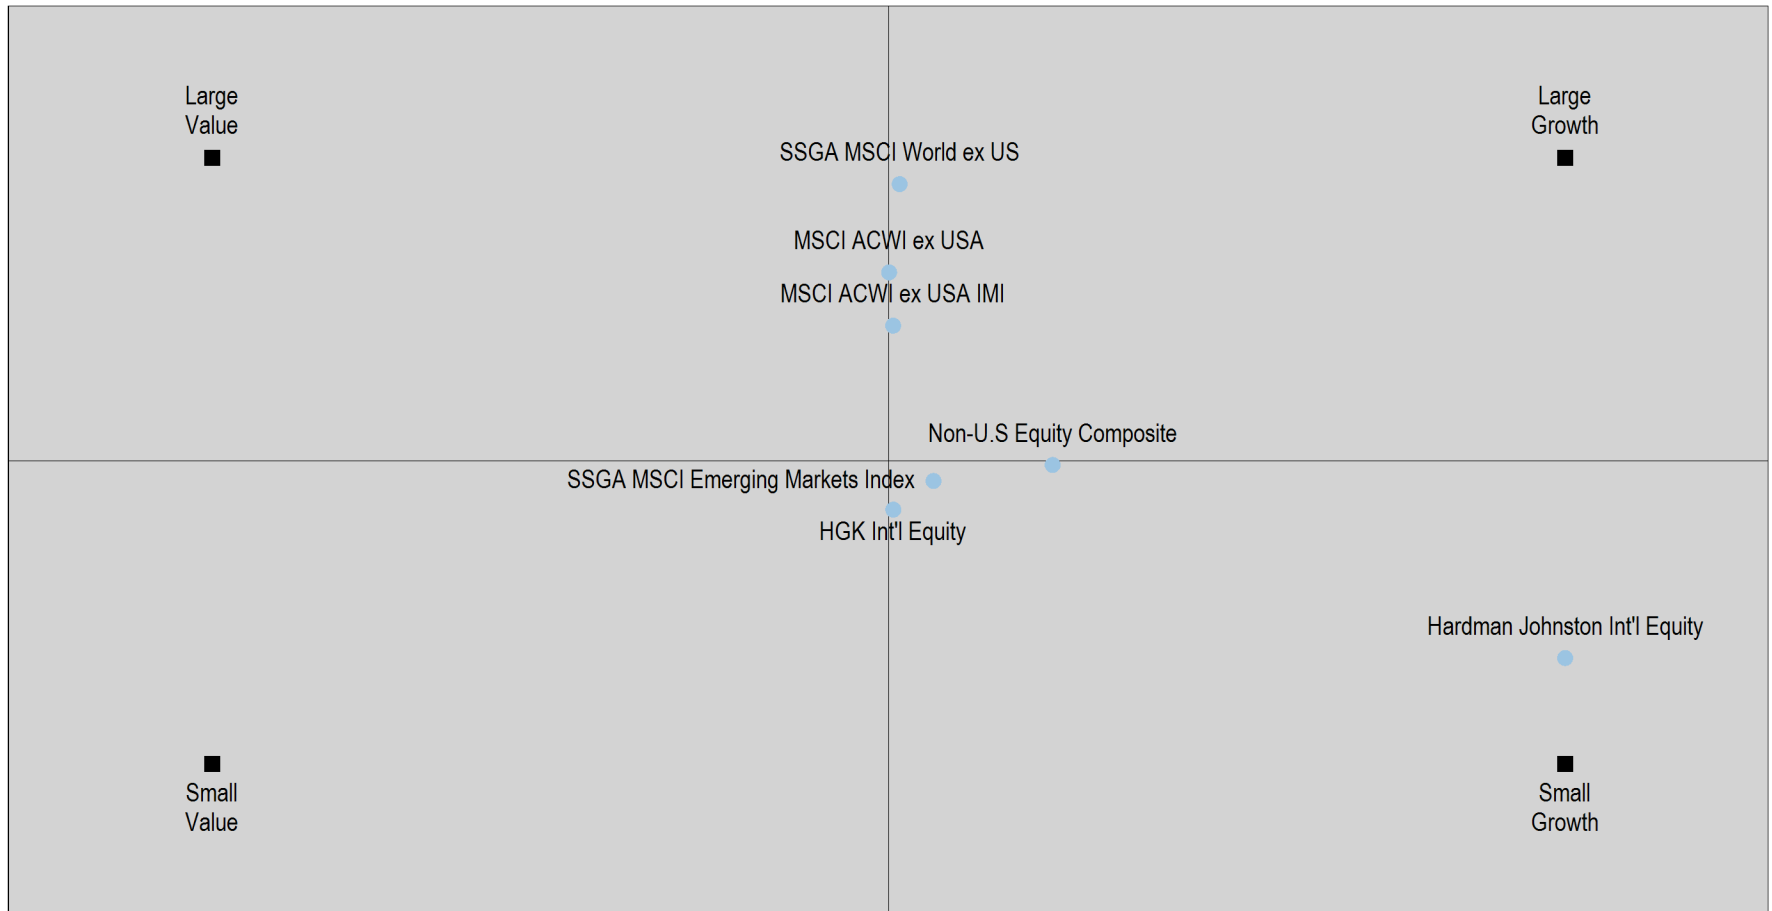 Large
Value
Large
Growth
SSGA MSCI World ex US
MSCI ACWI ex USA
MSCI ACWI ex USA IMI
Non-U.S Equity Composite
SSGA MSCI Emerging Markets Index
HGK Int'l Equity
Hardman Johnston Int'l Equity
Small
Value
Small
Growth